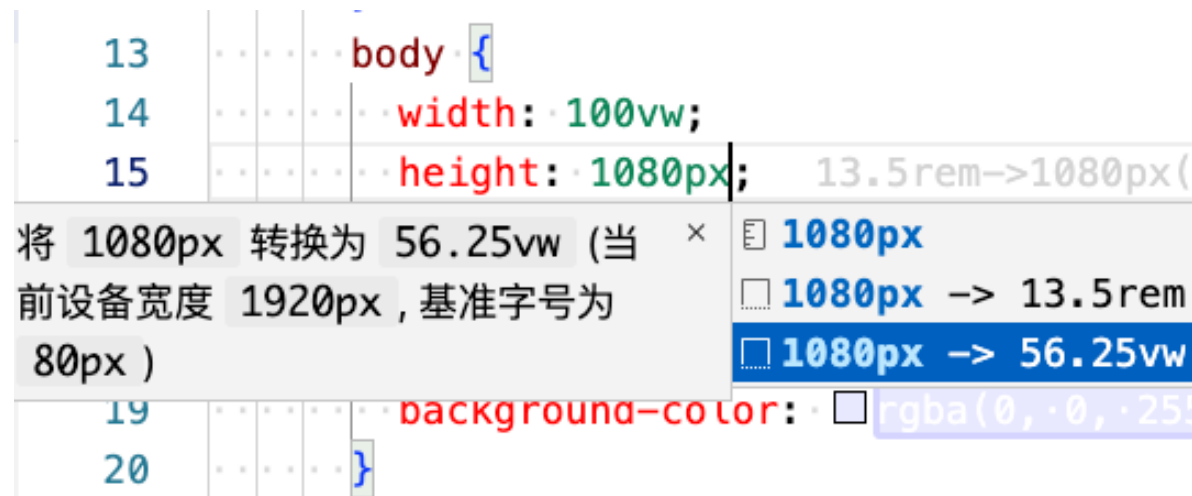 13 body {
14 width: 100vw;
15 height: 1080px; 13.5rem->1080px(
将 1080px 转换为 56.25vw (当 ×
前设备宽度 1920px , 基准字号为
80px )
1080px
1080px -> 13.5rem
1080px -> 56.25vw
19 background-color: rgba(0, 0, 255
20 }